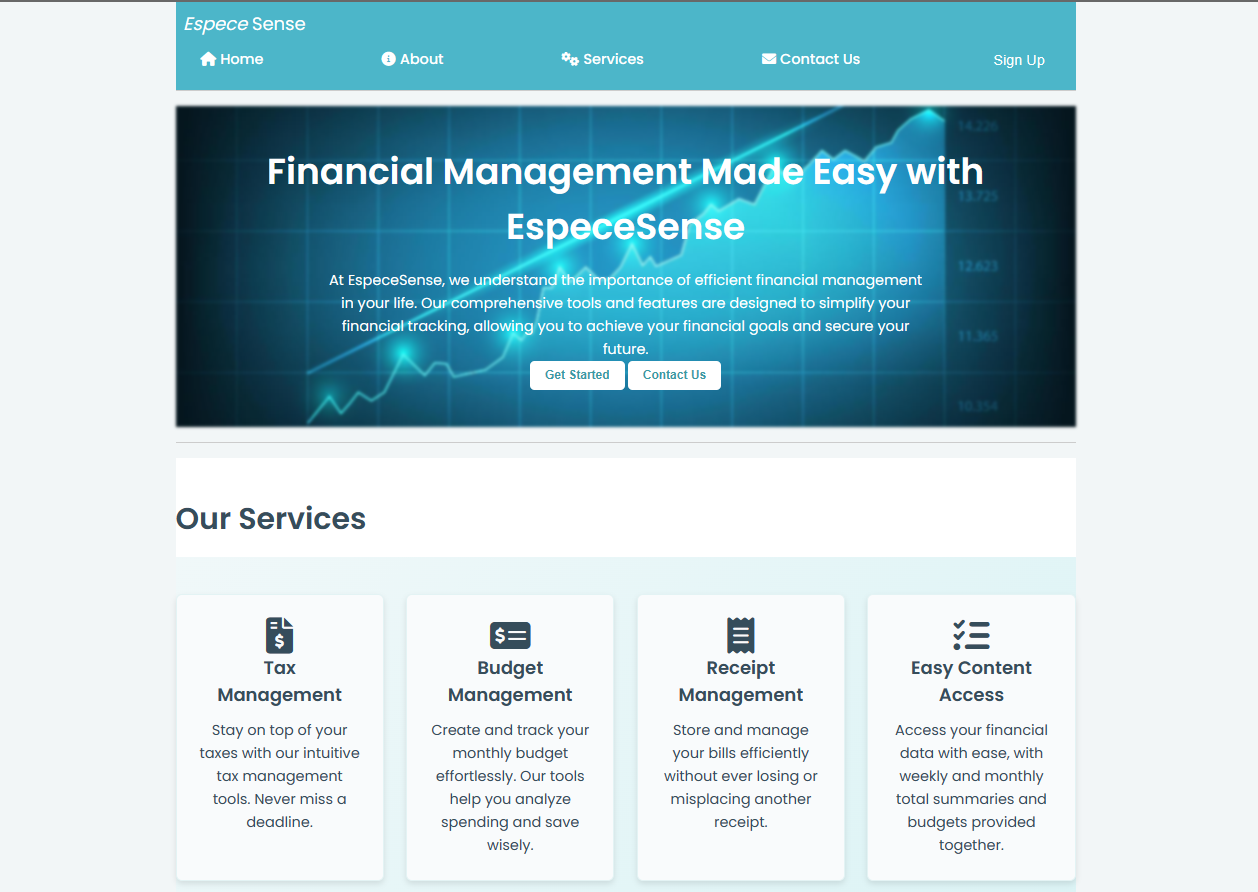 Espece Sense
Home About Services Contact Us Sign Up
14.226
Financial Management Made Easy with
13.725
EspeceSense
12.623
At EspeceSense, we understand the importance of efficient financial management
in your life. Our comprehensive tools and features are designed to simplify your
financial tracking, allowing you to achieve your financial goals and secure your
future.
11.365
Get Started Contact Us
10.354
Our Services
Tax
Management
Stay on top of your
taxes with our intuitive
tax management
tools. Never miss a
deadline.
Budget
Management
Create and track your
monthly budget
effortlessly. Our tools
help you analyze
spending and save
wisely.
Receipt
Management
Store and manage
your bills efficiently
without ever losing or
misplacing another
receipt.
Easy Content
Access
Access your financial
data with ease, with
weekly and monthly
total summaries and
budgets provided
together.